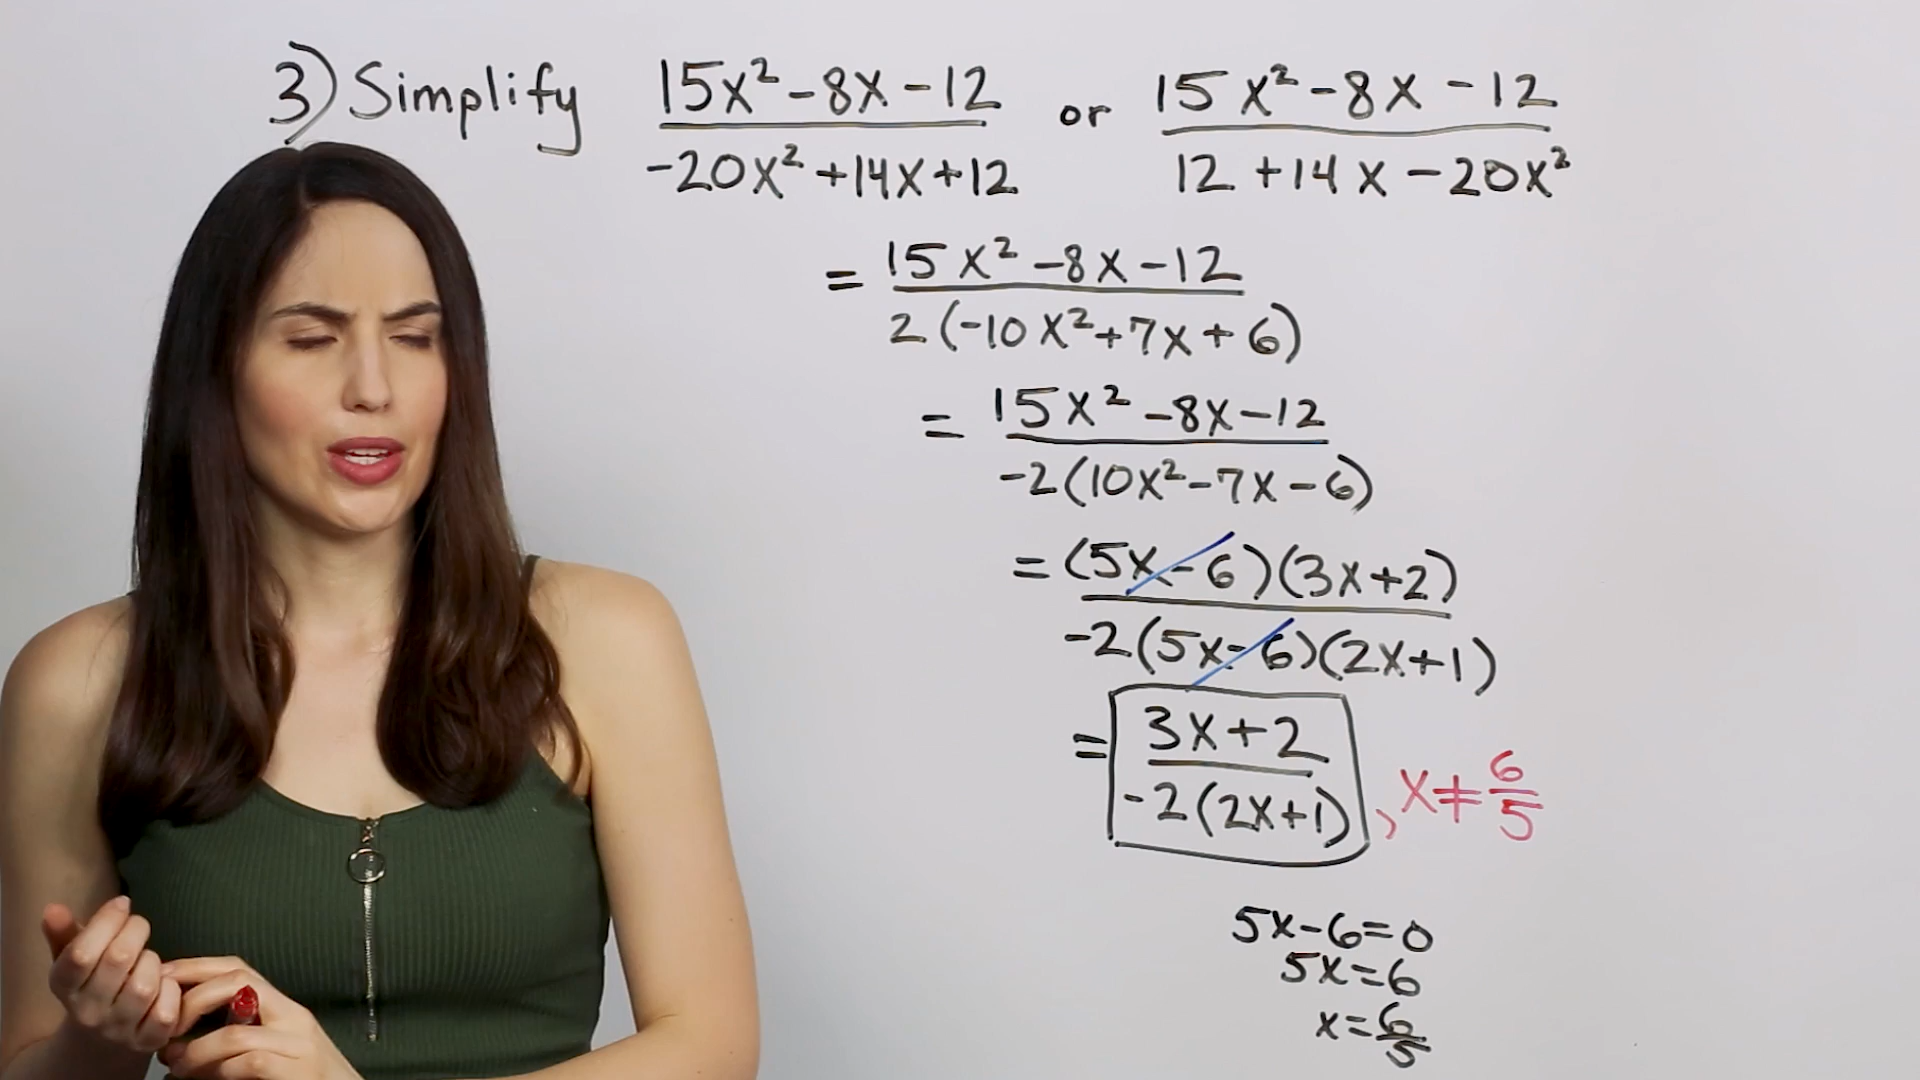 3) Simplify 15x² - 8x - 12 / -20x² + 14x + 12 or 15x² - 8x - 12 / 12 + 14x - 20x²
= 15x² - 8x - 12 / 2(-10x² + 7x + 6)
= 15x² - 8x - 12 / -2(10x² - 7x - 6)
= (5x - 6)(3x + 2) / -2(5x - 6)(2x + 1)
= 3x + 2 / -2(2x + 1) , x ≠ 6/5
5x - 6 = 0
5x = 6
x = 6/5